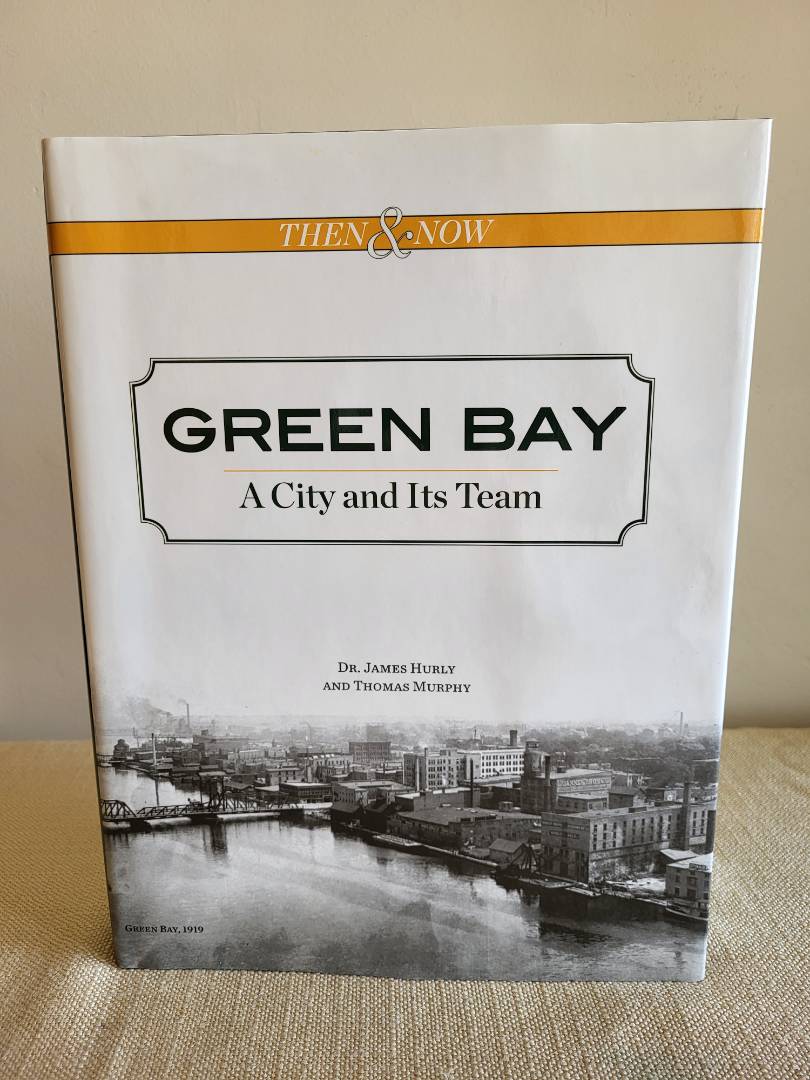 THEN & NOW
GREEN BAY
A City and Its Team
DR. JAMES HURLY
AND THOMAS MURPHY
GREEN BAY, 1919